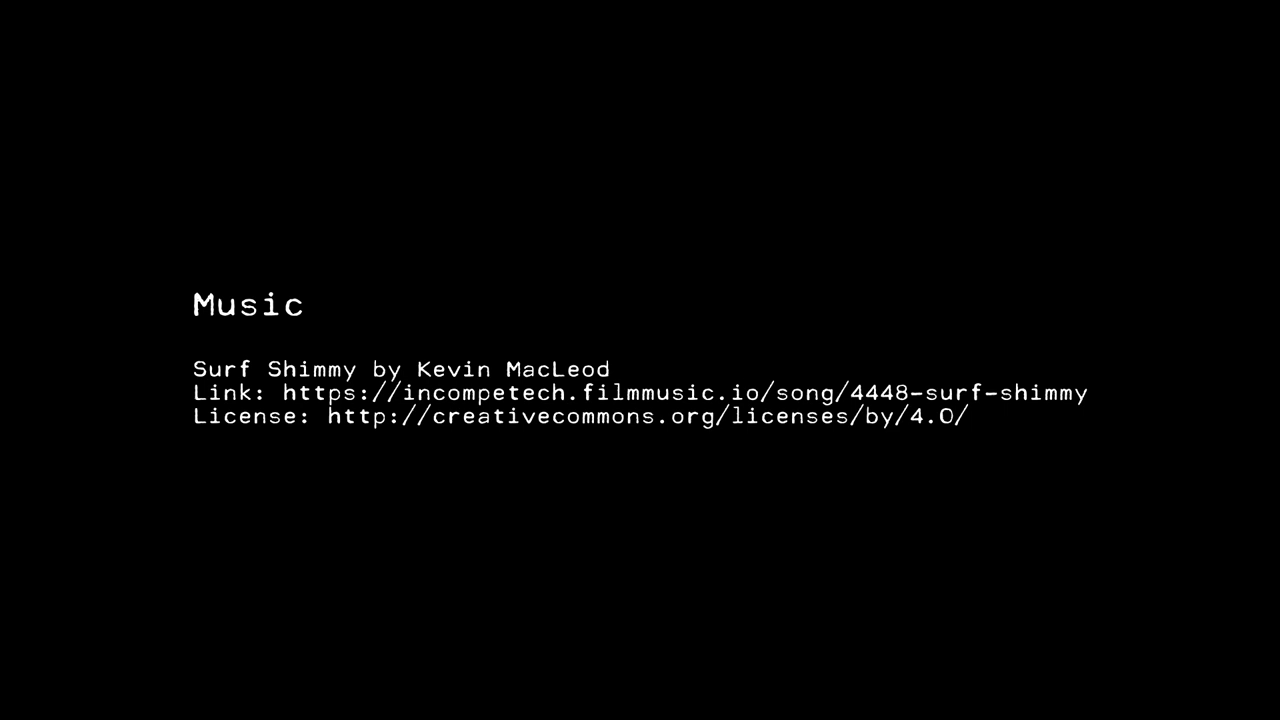 Music
Surf Shimmy by Kevin MacLeod
Link: https://incompetech.filmmusic.io/song/4448-surf-shimmy
License: http://creativecommons.org/licenses/by/4.0/